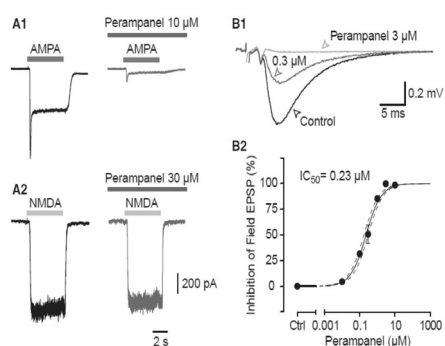 A1
Perampanel 10 µM
AMPA
AMPA
A2
Perampanel 30 µM
NMDA
NMDA
200 pA
2 s
B1
Perampanel 3 µM
0.3 µM
0.2 mV
5 ms
Control
B2
Inhibition of Field EPSP (%)
IC50= 0.23 µM
100
75
50
25
0
Ctrl 0.001 0.1 10 1000
Perampanel (µM)